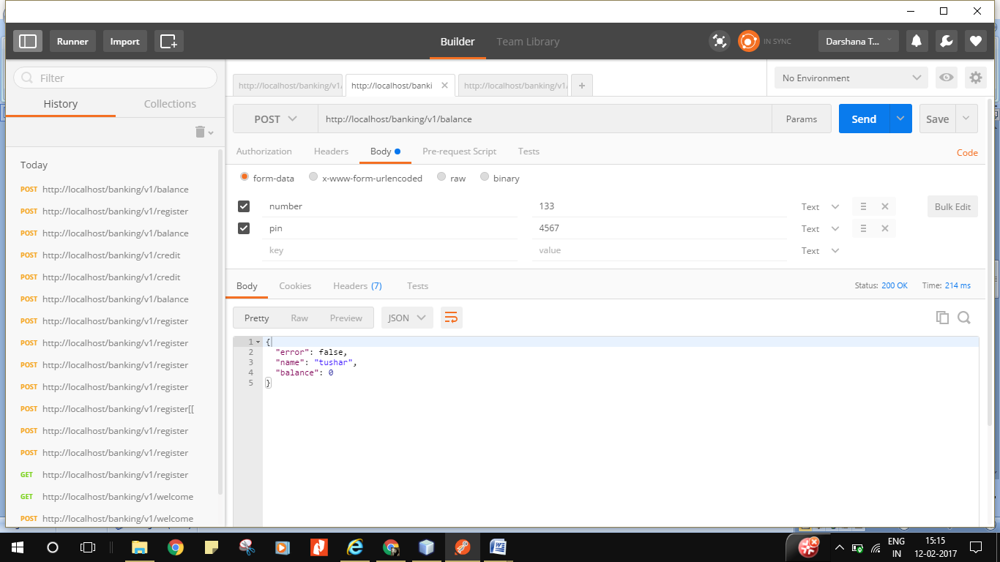 Runner
Import
Builder
Team Library
IN SYNC
Darshana T...
Filter
History
Collections
Today
POST http://localhost/banking/v1/balance
POST http://localhost/banking/v1/register
POST http://localhost/banking/v1/balance
POST http://localhost/banking/v1/credit
POST http://localhost/banking/v1/credit
POST http://localhost/banking/v1/balance
POST http://localhost/banking/v1/register
POST http://localhost/banking/v1/register
POST http://localhost/banking/v1/register
POST http://localhost/banking/v1/register
POST http://localhost/banking/v1/register[[
POST http://localhost/banking/v1/register
POST http://localhost/banking/v1/register
GET http://localhost/banking/v1/register
GET http://localhost/banking/v1/welcome
POST http://localhost/banking/v1/welcome
http://localhost/banking/v1/
http://localhost/banki
http://localhost/banking/v1/
No Environment
POST
http://localhost/banking/v1/balance
Params
Send
Save
Authorization
Headers
Body
Pre-request Script
Tests
Code
form-data
x-www-form-urlencoded
raw
binary
number 133 Text
Bulk Edit
pin 4567 Text
key value Text
Body
Cookies
Headers (7)
Tests
Status: 200 OK
Time: 214 ms
Pretty
Raw
Preview
JSON
1 {
2 "error": false,
3 "name": "tushar",
4 "balance": 0
5 }
ENG
IN
15:15
12-02-2017